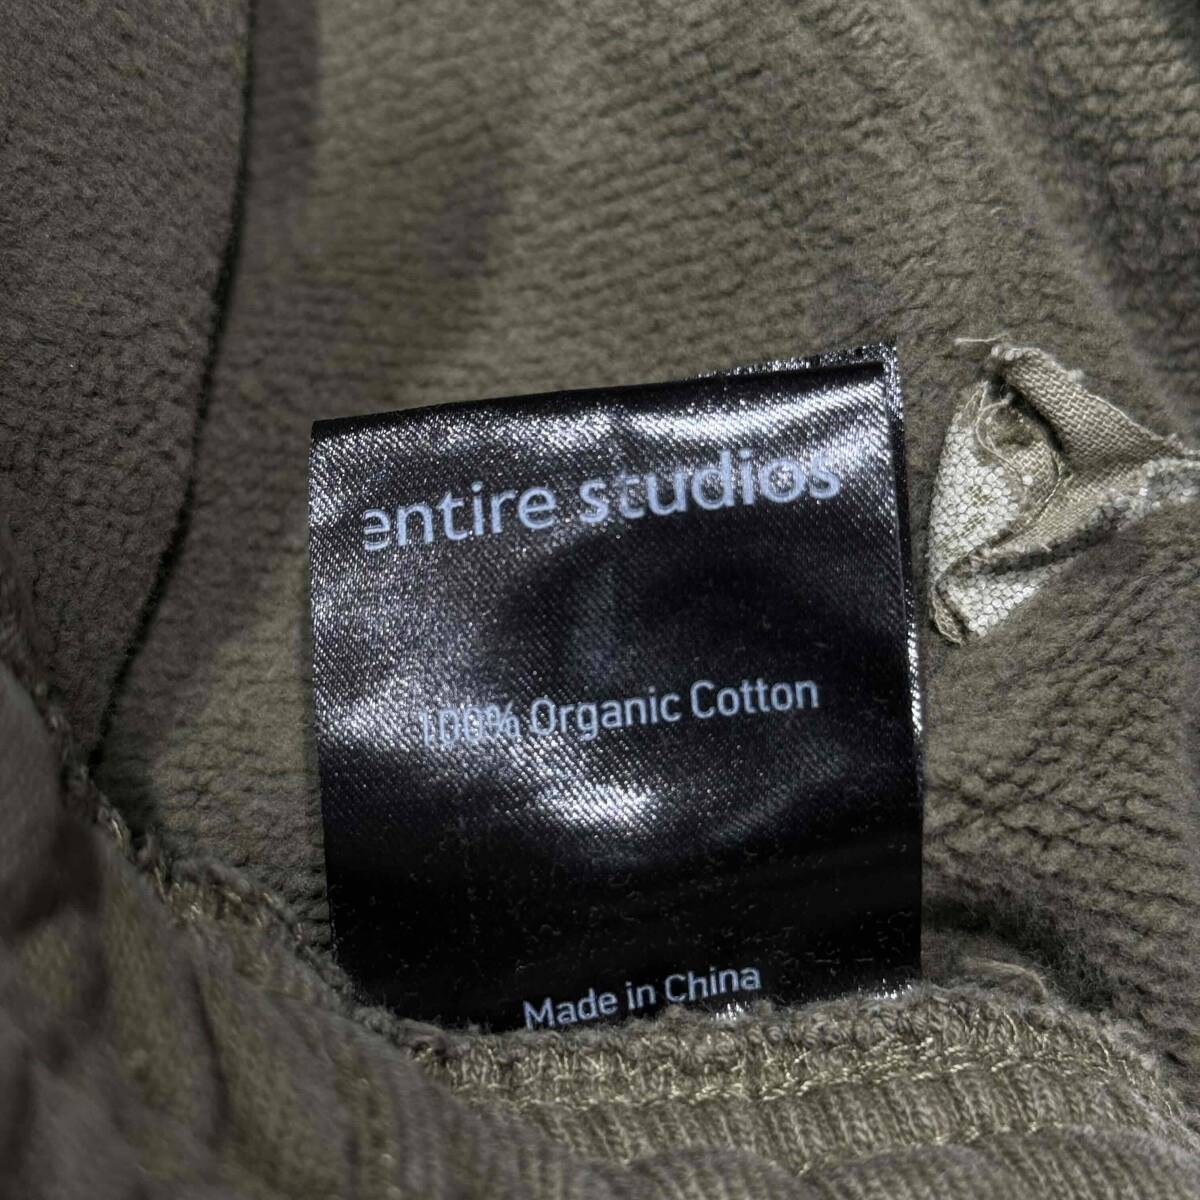 entire studios
100% Organic Cotton
Made in China